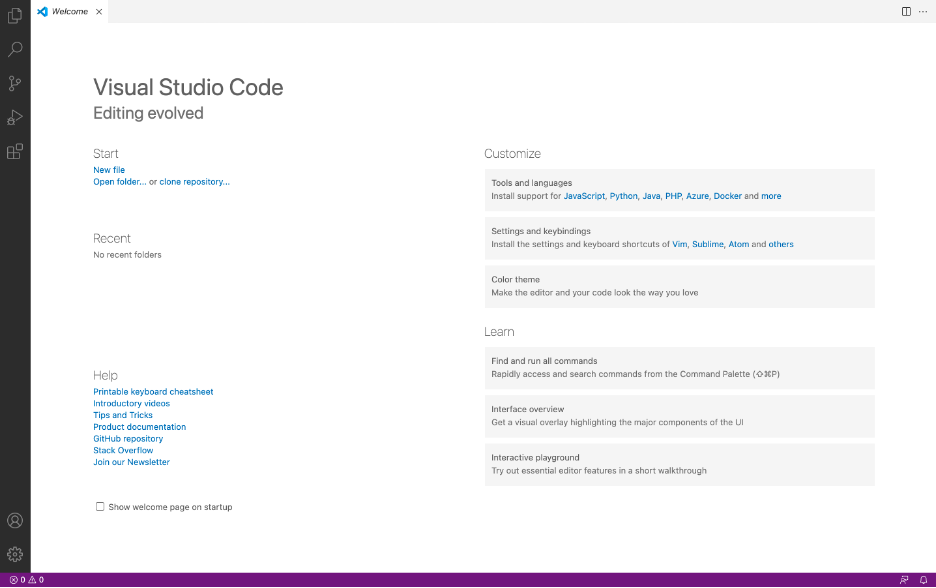 Welcome
Visual Studio Code
Editing evolved
Start
New file
Open folder... or clone repository...
Recent
No recent folders
Help
Printable keyboard cheatsheet
Introductory videos
Tips and Tricks
Product documentation
GitHub repository
Stack Overflow
Join our Newsletter
Show welcome page on startup
Customize
Tools and languages
Install support for JavaScript, Python, Java, PHP, Azure, Docker and more
Settings and keybindings
Install the settings and keyboard shortcuts of Vim, Sublime, Atom and others
Color theme
Make the editor and your code look the way you love
Learn
Find and run all commands
Rapidly access and search commands from the Command Palette (⇧⌘P)
Interface overview
Get a visual overlay highlighting the major components of the UI
Interactive playground
Try out essential editor features in a short walkthrough
0 0